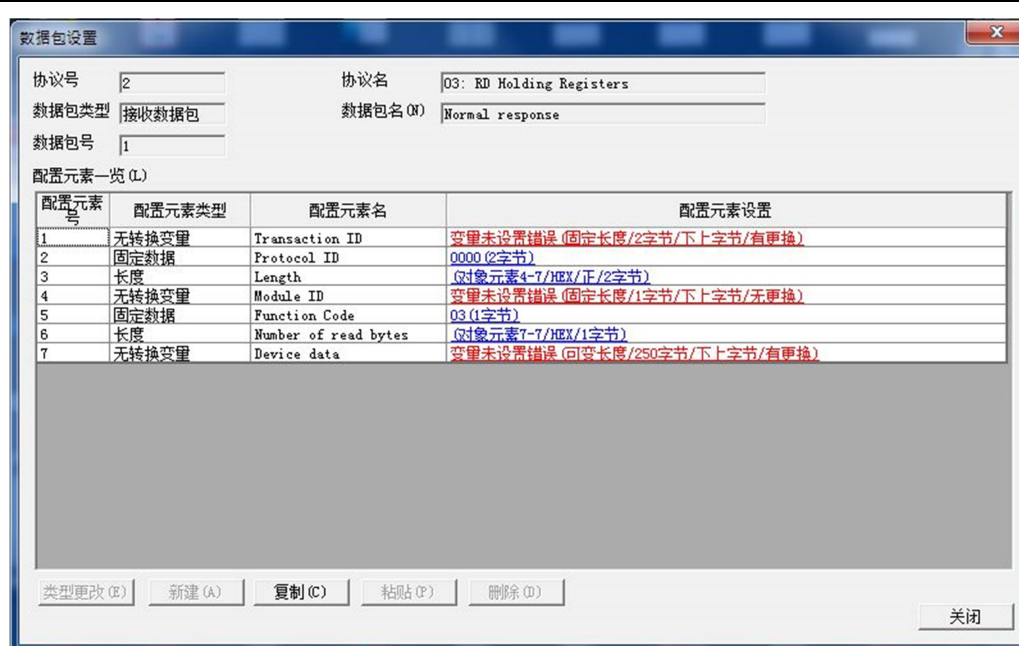 数据包设置
协议号 2 协议名 03: RD Holding Registers
数据包类型 接收数据包 数据包名(N) Normal response
数据包号 1
配置元素一览(L)
配置元素号 配置元素类型 配置元素名 配置元素设置
1 无转换变量 Transaction ID 变里未设置错误(固定长度/2字节/下上字节/有更换)
2 固定数据 Protocol ID 0000(2字节)
3 长度 Length (对象元素4-7/HEX/正/2字节)
4 无转换变量 Module ID 变量未设置错误(固定长度/1字节/下上字节/无更换)
5 固定数据 Function Code 03(1字节)
6 长度 Number of read bytes (对象元素7-7/HEX/1字节)
7 无转换变量 Device data 变量未设置错误(可变长度/250字节/下上字节/有更换)
类型更改(E) 新建(A) 复制(C) 粘贴(P) 删除(D)
关闭